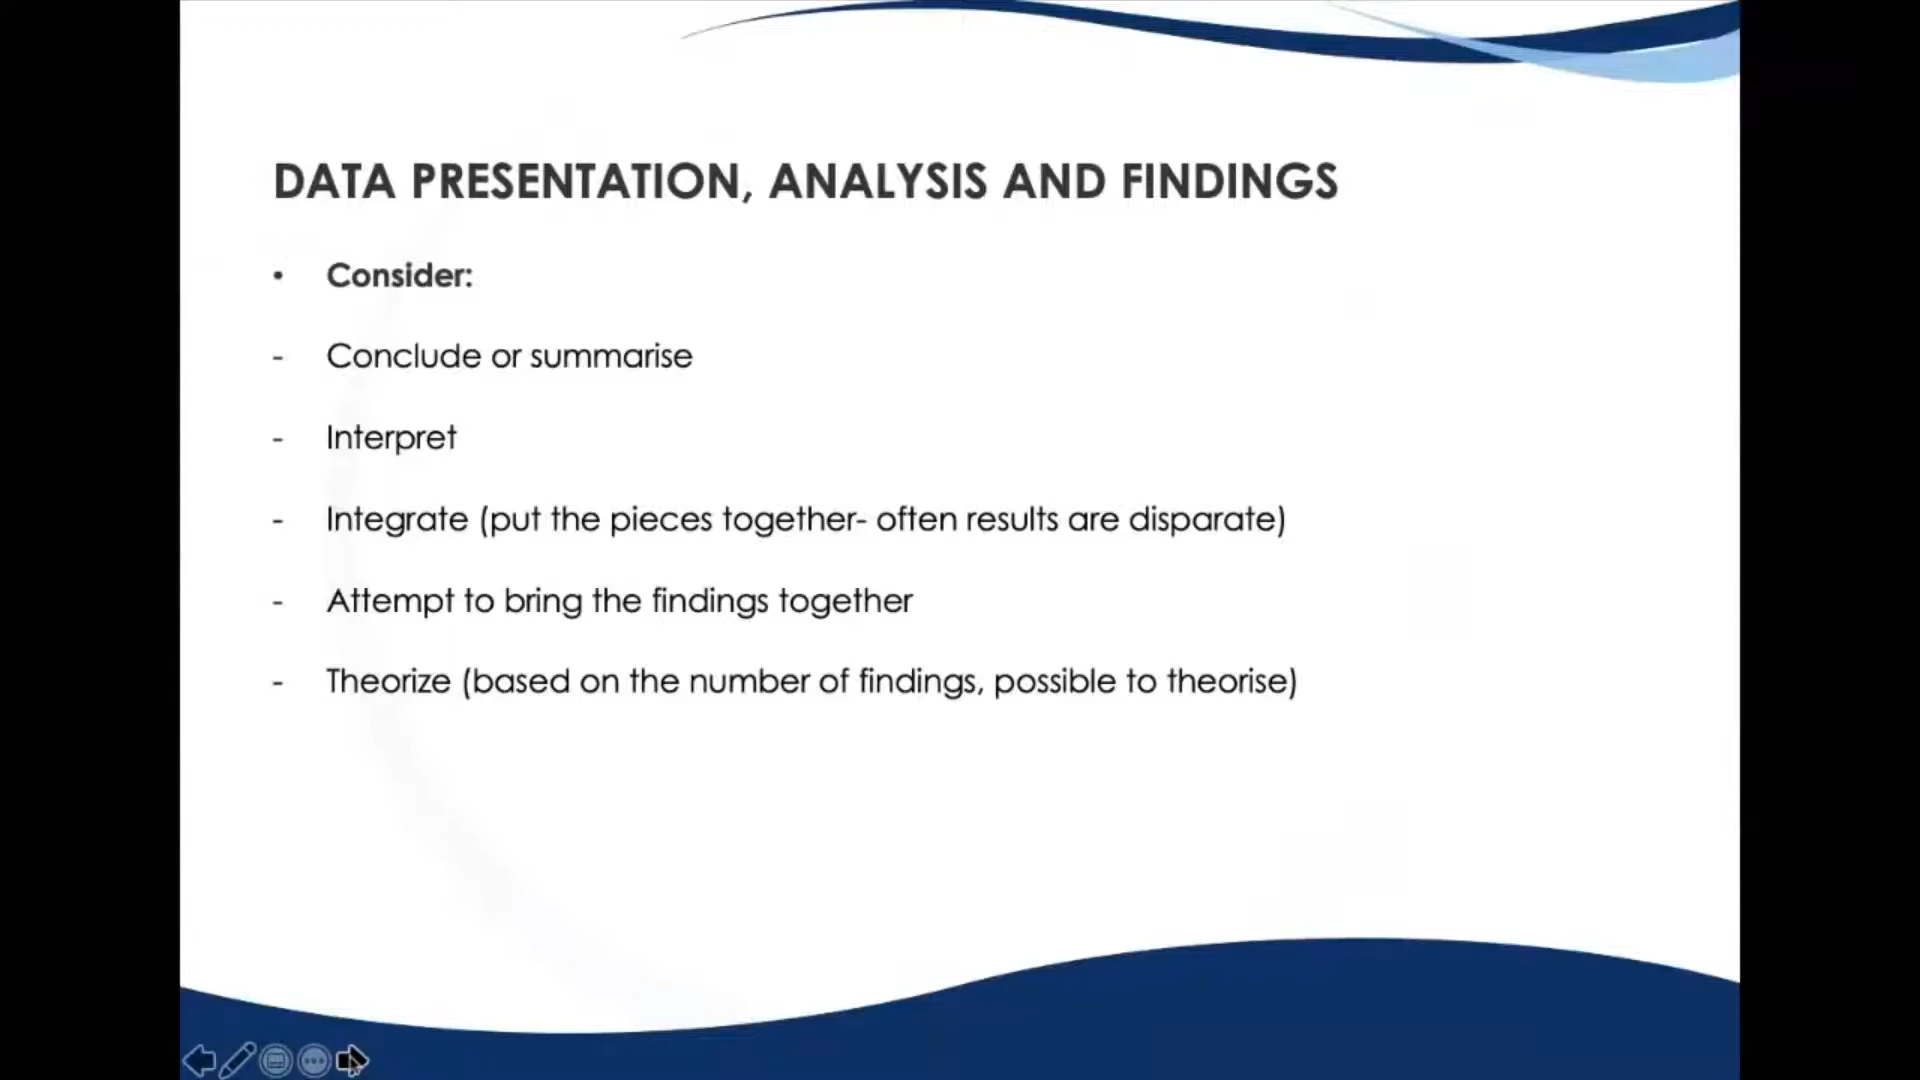 DATA PRESENTATION, ANALYSIS AND FINDINGS
• Consider:
- Conclude or summarise
- Interpret
- Integrate (put the pieces together- often results are disparate)
- Attempt to bring the findings together
- Theorize (based on the number of findings, possible to theorise)